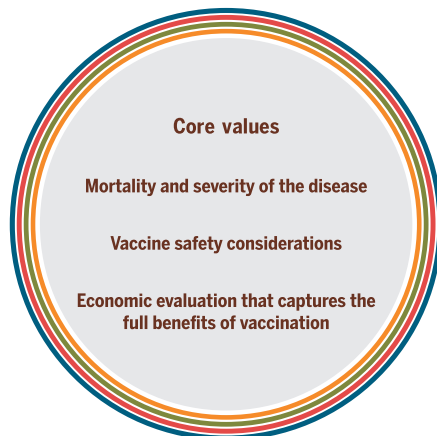 Core values
Mortality and severity of the disease
Vaccine safety considerations
Economic evaluation that captures the
full benefits of vaccination